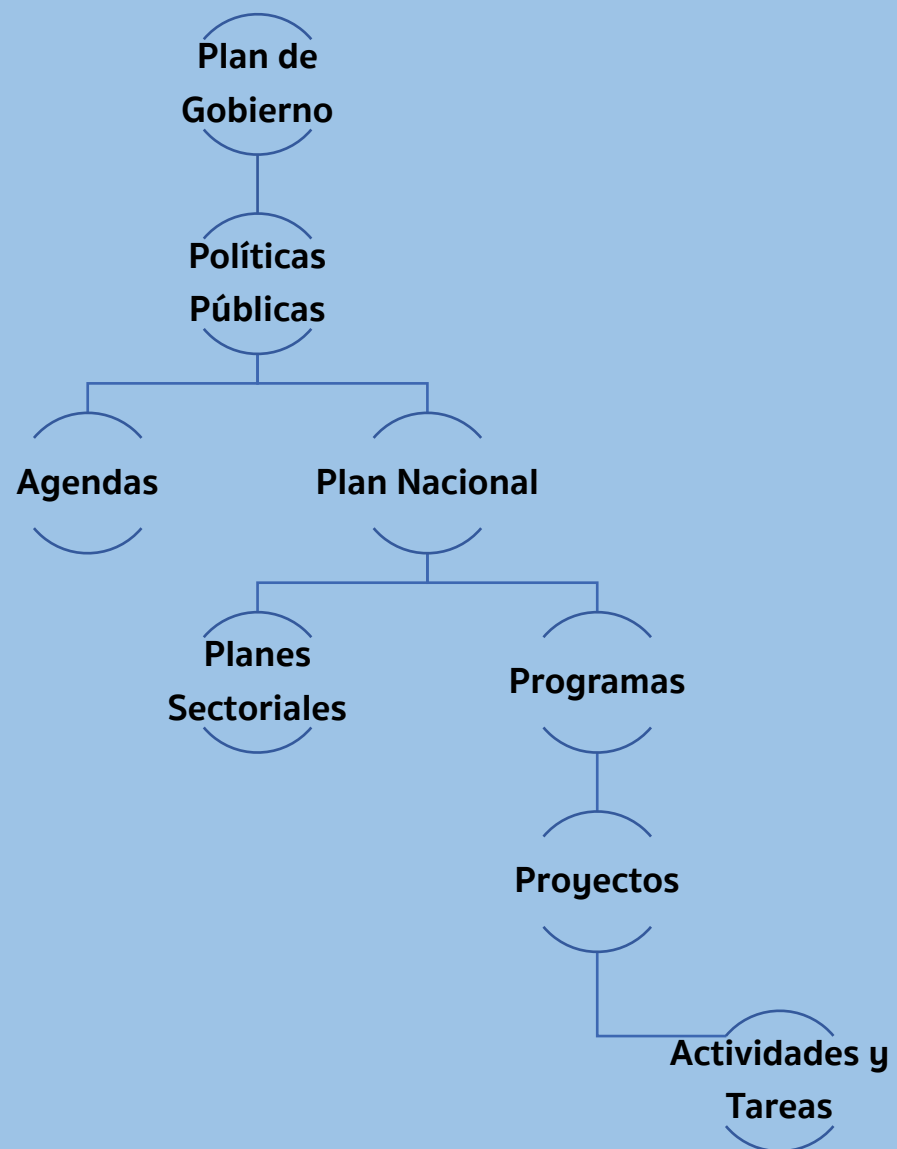 Plan de
Gobierno
Políticas
Públicas
Agendas
Plan Nacional
Planes
Sectoriales
Programas
Proyectos
Actividades y
Tareas